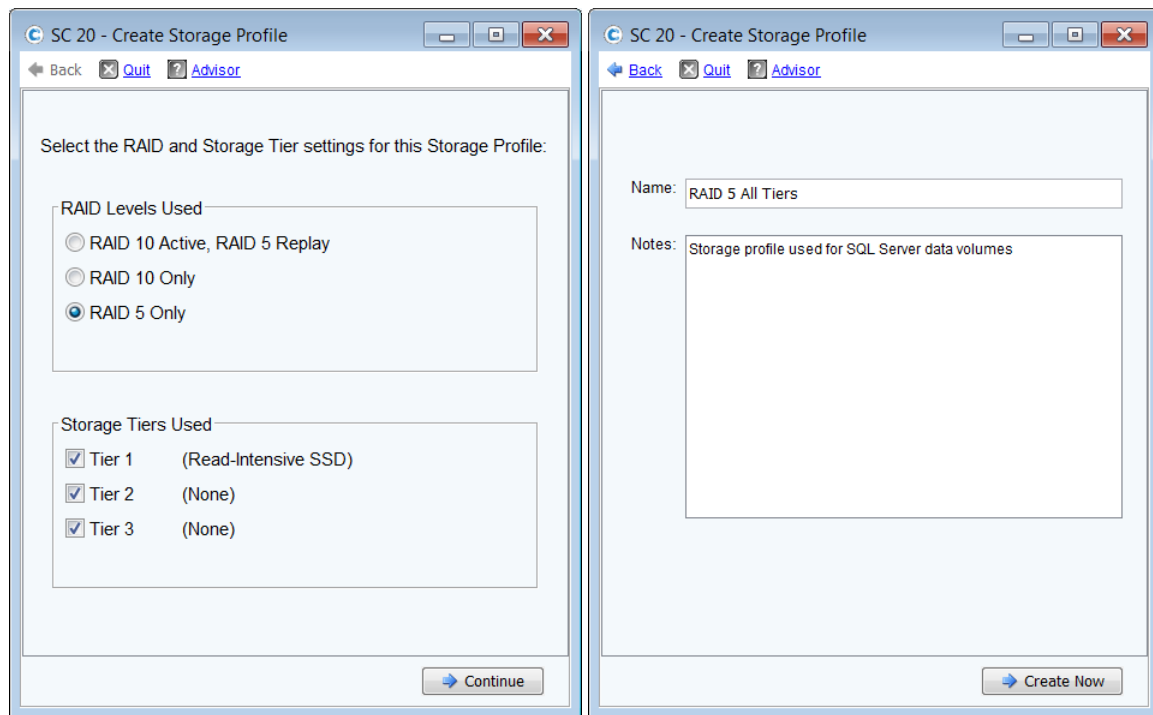 SC 20 - Create Storage Profile
Back Quit Advisor
Select the RAID and Storage Tier settings for this Storage Profile:
RAID Levels Used
RAID 10 Active, RAID 5 Replay
RAID 10 Only
RAID 5 Only
Storage Tiers Used
Tier 1 (Read-Intensive SSD)
Tier 2 (None)
Tier 3 (None)
Continue
SC 20 - Create Storage Profile
Back Quit Advisor
Name: RAID 5 All Tiers
Notes: Storage profile used for SQL Server data volumes
Create Now